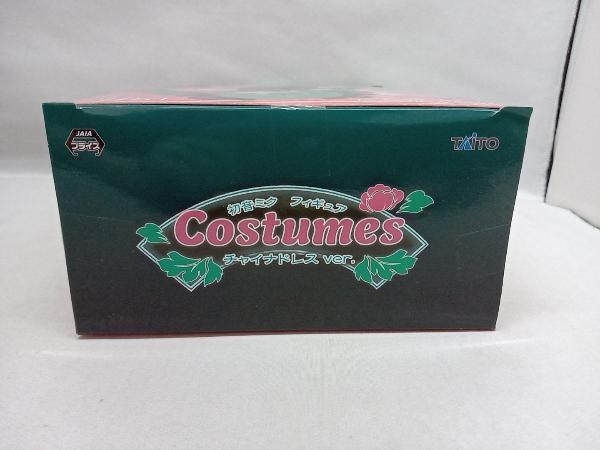 JAIA
プライズ
TAITO
初音ミク フィギュア
Costumes
チャイナドレス ver.